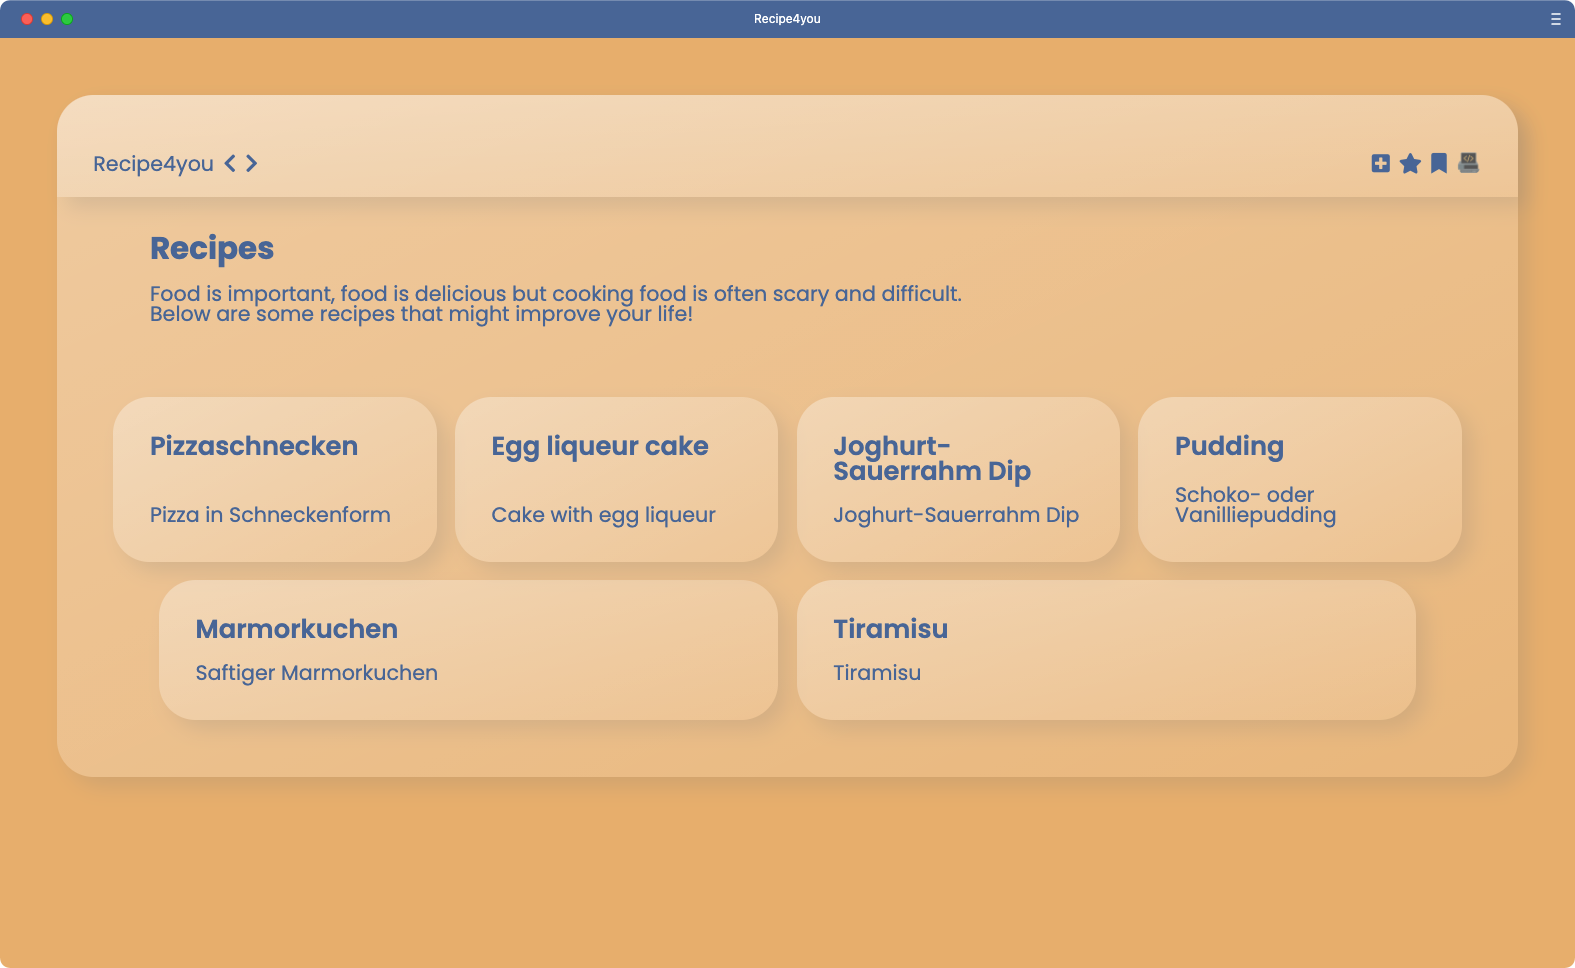 Recipe4you
Recipe4you
Recipes
Food is important, food is delicious but cooking food is often scary and difficult.
Below are some recipes that might improve your life!
Pizzaschnecken
Pizza in Schneckenform
Egg liqueur cake
Cake with egg liqueur
Joghurt-
Sauerrahm Dip
Joghurt-Sauerrahm Dip
Pudding
Schoko- oder
Vanilliepudding
Marmorkuchen
Saftiger Marmorkuchen
Tiramisu
Tiramisu